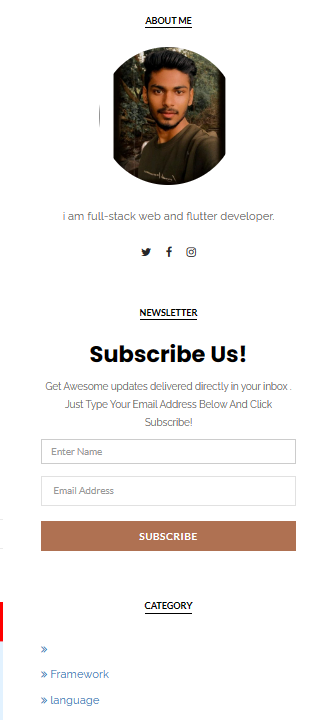 ABOUT ME
i am full-stack web and flutter developer.
NEWSLETTER
Subscribe Us!
Get Awesome updates delivered directly in your inbox .
Just Type Your Email Address Below And Click
Subscribe!
Enter Name
Email Address
SUBSCRIBE
CATEGORY
»
» Framework
» language